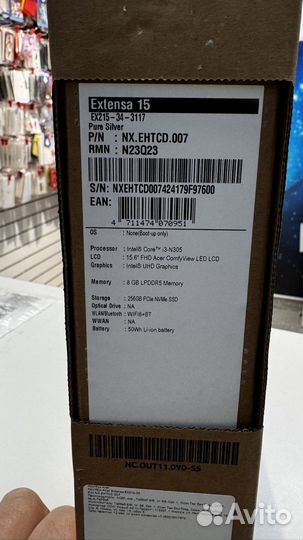 Extensa 15
EX215-34-3117
Pure Silver
P/N : NX.EHTCD.007
RMN : N23Q23
S/N: NXEHTCD007424179F97600
EAN:
4 711474 070951
OS : None(Boot-up only)
Processor : Intel® Core™ i3-N305
LCD : 15.6" FHD Acer ComfyView LED LCD
Graphics : Intel® UHD Graphics
Memory : 8 GB LPDDR5 Memory
Storage : 256GB PCIe NVMe SSD
Optical Drive : NA
WLAN/Bluetooth : WiFi6+BT
WWAN : NA
Battery : 50Wh Li-ion battery
NC.OUT11.0Y0-SS
Avito